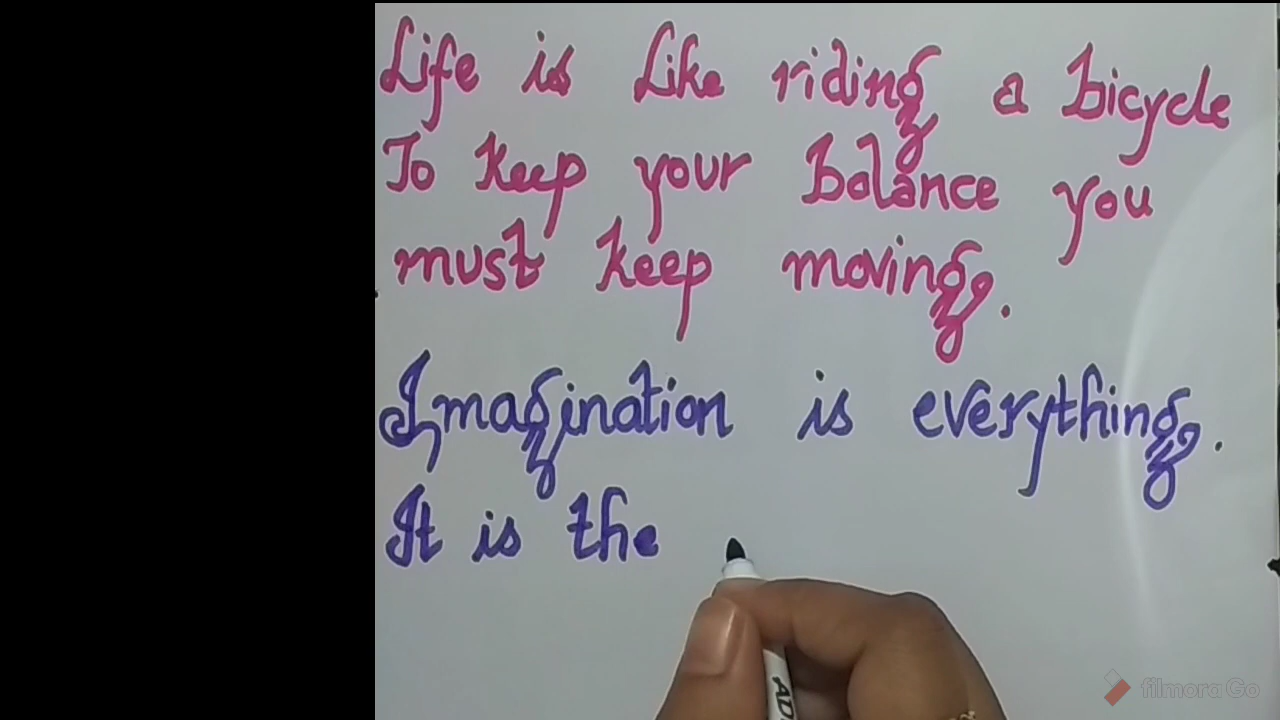 Life is Like riding a bicycle
To keep your balance you
must keep moving.
Imagination is everything.
It is the
AD
filmora Go